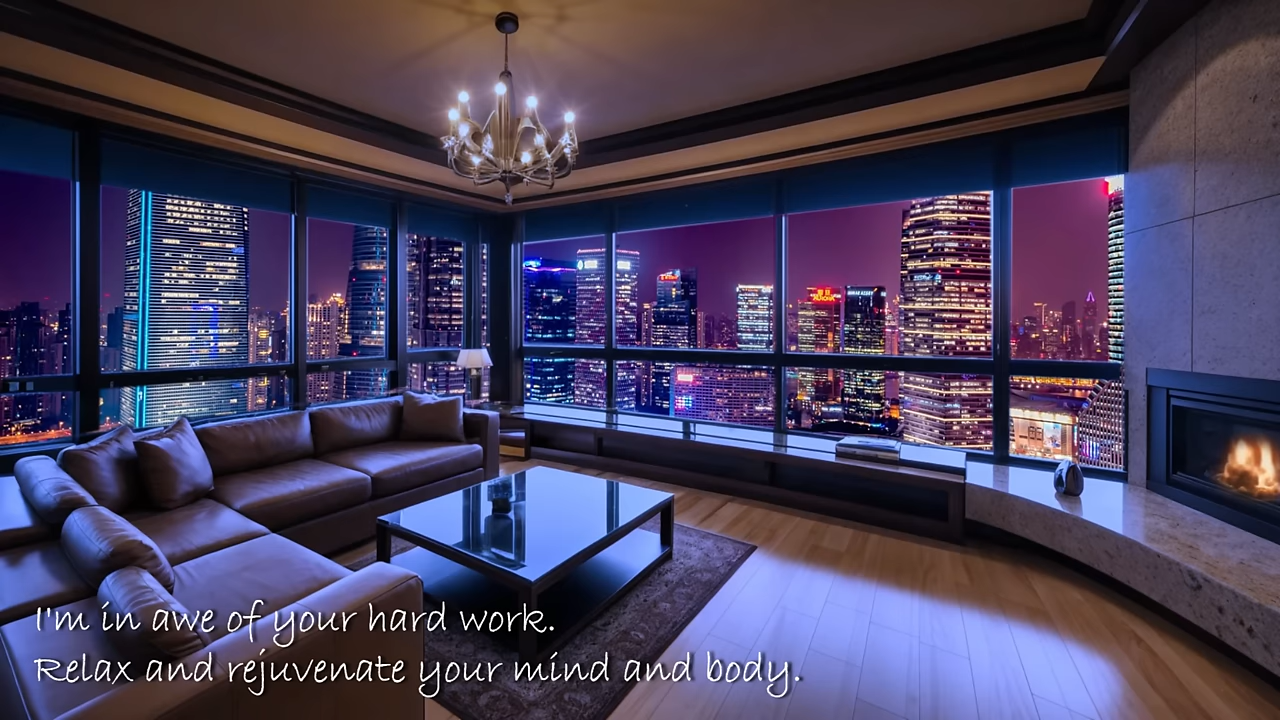 I'm in awe of your hard work.
Relax and rejuvenate your mind and body.